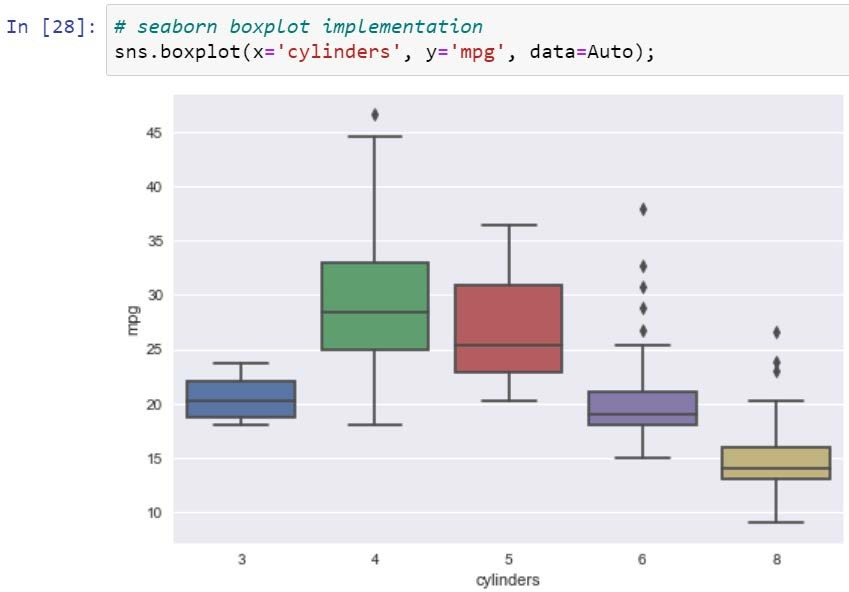 In [28]: # seaborn boxplot implementation
sns.boxplot(x='cylinders', y='mpg', data=Auto);
45
40
35
30
25
20
15
10
mpg
3 4 5 6 8
cylinders